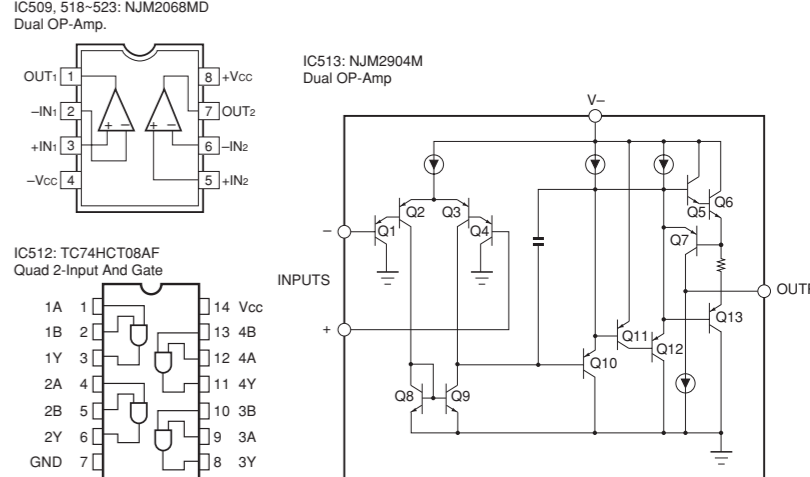 IC509, 518~523: NJM2068MD
Dual OP-Amp.
OUT1 1
8 +VCC
–IN1 2
7 OUT2
+IN1 3
6 –IN2
–VCC 4
5 +IN2
+ –
+ –
IC512: TC74HCT08AF
Quad 2-Input And Gate
1A 1
14 Vcc
1B 2
13 4B
1Y 3
12 4A
2A 4
11 4Y
2B 5
10 3B
2Y 6
9 3A
GND 7
8 3Y
IC513: NJM2904M
Dual OP-Amp
V–
Q2 Q3
Q5 Q6
– Q1 Q4
Q7
INPUTS
OUTP
+
Q11 Q12 Q13
Q10
Q8 Q9